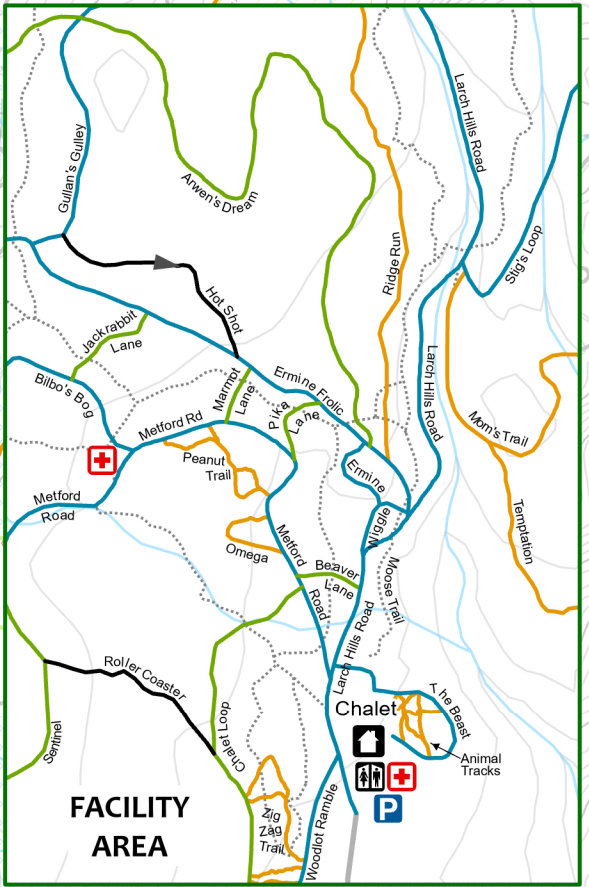 Larch Hills Road
Gullan's Gulley
Arwen's Dream
Stig's Loop
Ridge Run
Hot Shot
Jackrabbit
Lane
Larch Hills Road
Marmot
Lane
Ermine Frolic
Bilbo's Bog
Pika
Lane
Metford Rd
Mom's Trail
Peanut
Trail
Ermine
Metford
Road
Temptation
Wiggle
Omega
Metford
Road
Beaver
Lane
Moose Trail
Larch Hills Road
Roller Coaster
Chalet
The Beast
Sentinel
Chalet Loop
Animal
Tracks
P
FACILITY
AREA
Zig
Zag
Trail
Woodlot Ramble